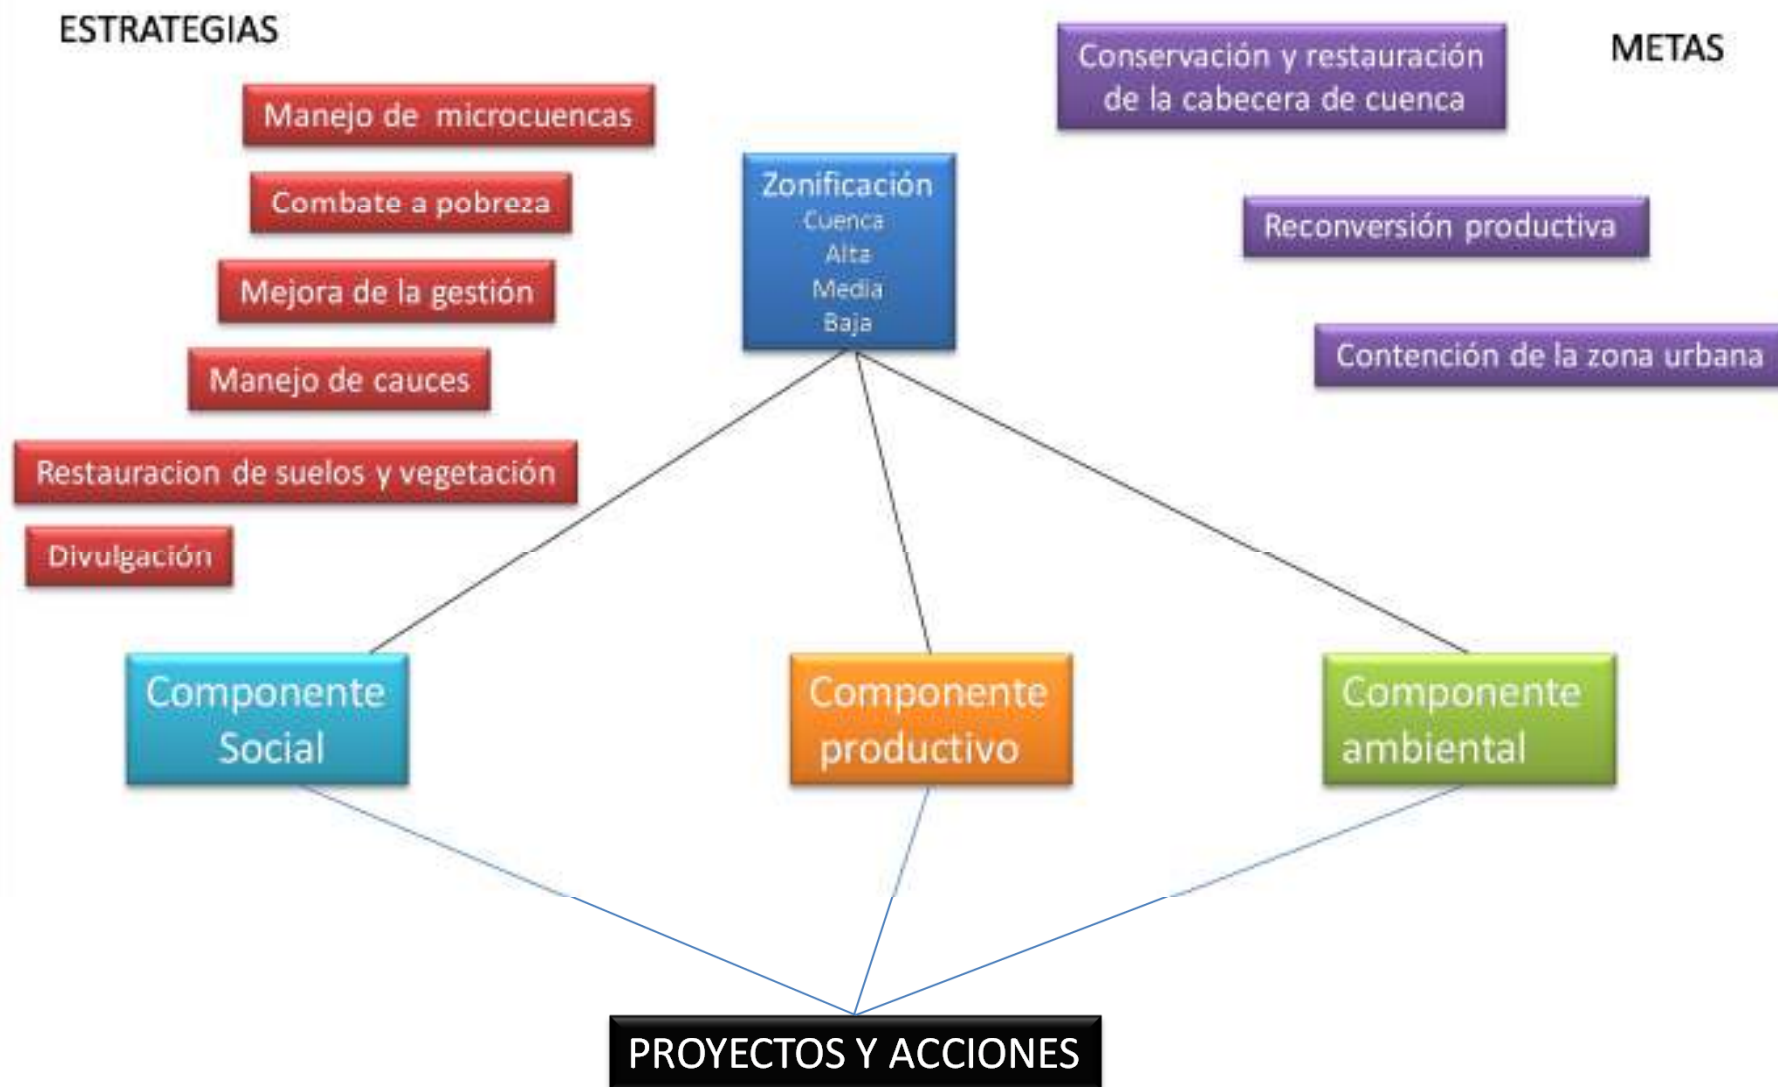 ESTRATEGIAS
Manejo de microcuencas
Combate a pobreza
Mejora de la gestión
Manejo de cauces
Restauracion de suelos y vegetación
Divulgación
Zonificación
Cuenca
Alta
Media
Baja
METAS
Conservación y restauración
de la cabecera de cuenca
Reconversión productiva
Contención de la zona urbana
Componente
Social
Componente
productivo
Componente
ambiental
PROYECTOS Y ACCIONES